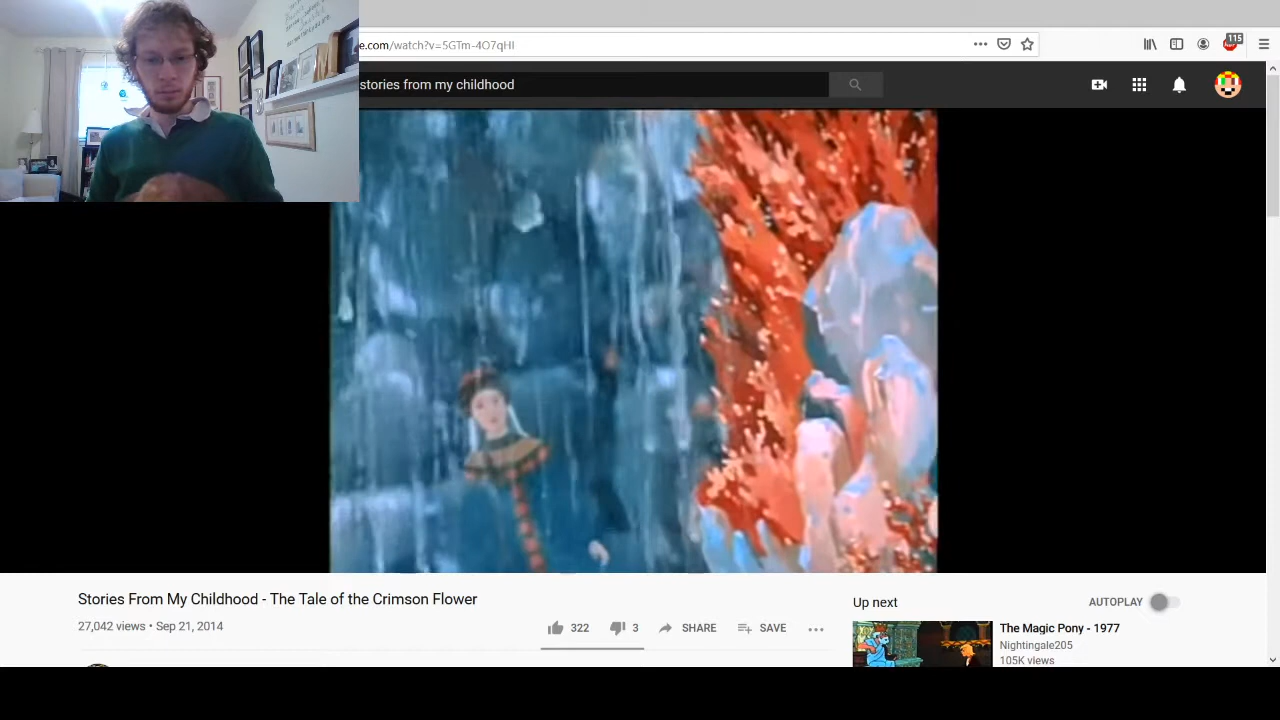 e.com/watch?v=5GTm-4O7qHI
115
stories from my childhood
Stories From My Childhood - The Tale of the Crimson Flower
27,042 views • Sep 21, 2014
322
3
SHARE
SAVE
Up next
AUTOPLAY
The Magic Pony - 1977
Nightingale205
105K views